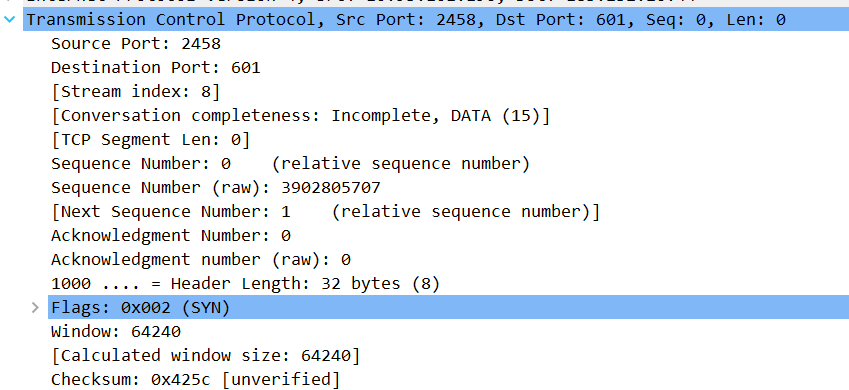 Transmission Control Protocol, Src Port: 2458, Dst Port: 601, Seq: 0, Len: 0
Source Port: 2458
Destination Port: 601
[Stream index: 8]
[Conversation completeness: Incomplete, DATA (15)]
[TCP Segment Len: 0]
Sequence Number: 0    (relative sequence number)
Sequence Number (raw): 3902805707
[Next Sequence Number: 1    (relative sequence number)]
Acknowledgment Number: 0
Acknowledgment number (raw): 0
1000 .... = Header Length: 32 bytes (8)
Flags: 0x002 (SYN)
Window: 64240
[Calculated window size: 64240]
Checksum: 0x425c [unverified]